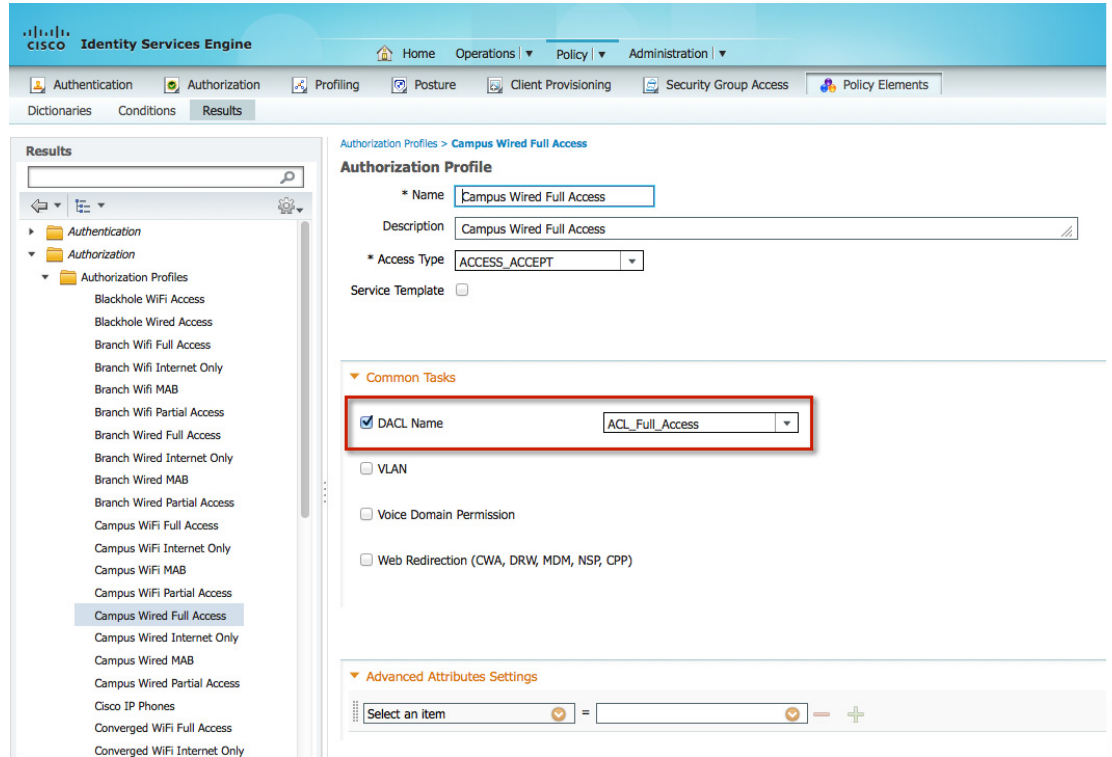 CISCO Identity Services Engine
Home Operations | ▼ Policy | ▼ Administration | ▼
Authentication Authorization Profiling Posture Client Provisioning Security Group Access Policy Elements
Dictionaries Conditions Results
Results
Authentication
Authorization
Authorization Profiles
Blackhole WiFi Access
Blackhole Wired Access
Branch Wifi Full Access
Branch Wifi Internet Only
Branch Wifi MAB
Branch Wifi Partial Access
Branch Wired Full Access
Branch Wired Internet Only
Branch Wired MAB
Branch Wired Partial Access
Campus WiFi Full Access
Campus WiFi Internet Only
Campus WiFi MAB
Campus WiFi Partial Access
Campus Wired Full Access
Campus Wired Internet Only
Campus Wired MAB
Campus Wired Partial Access
Cisco IP Phones
Converged WiFi Full Access
Converged WiFi Internet Only
Authorization Profiles > Campus Wired Full Access
Authorization Profile
* Name Campus Wired Full Access
Description Campus Wired Full Access
* Access Type ACCESS_ACCEPT
Service Template
Common Tasks
DACL Name ACL_Full_Access
VLAN
Voice Domain Permission
Web Redirection (CWA, DRW, MDM, NSP, CPP)
Advanced Attributes Settings
Select an item =